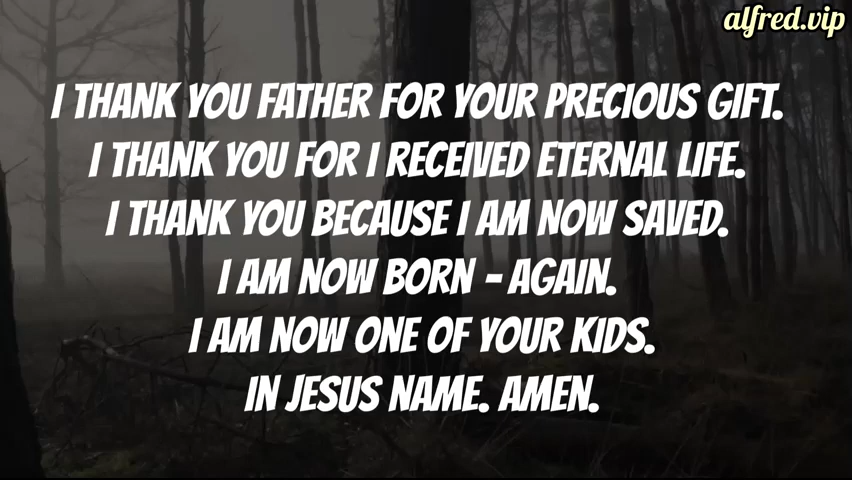 alfred.vip
I THANK YOU FATHER FOR YOUR PRECIOUS GIFT.
I THANK YOU FOR I RECEIVED ETERNAL LIFE.
I THANK YOU BECAUSE I AM NOW SAVED.
I AM NOW BORN - AGAIN.
I AM NOW ONE OF YOUR KIDS.
IN JESUS NAME. AMEN.